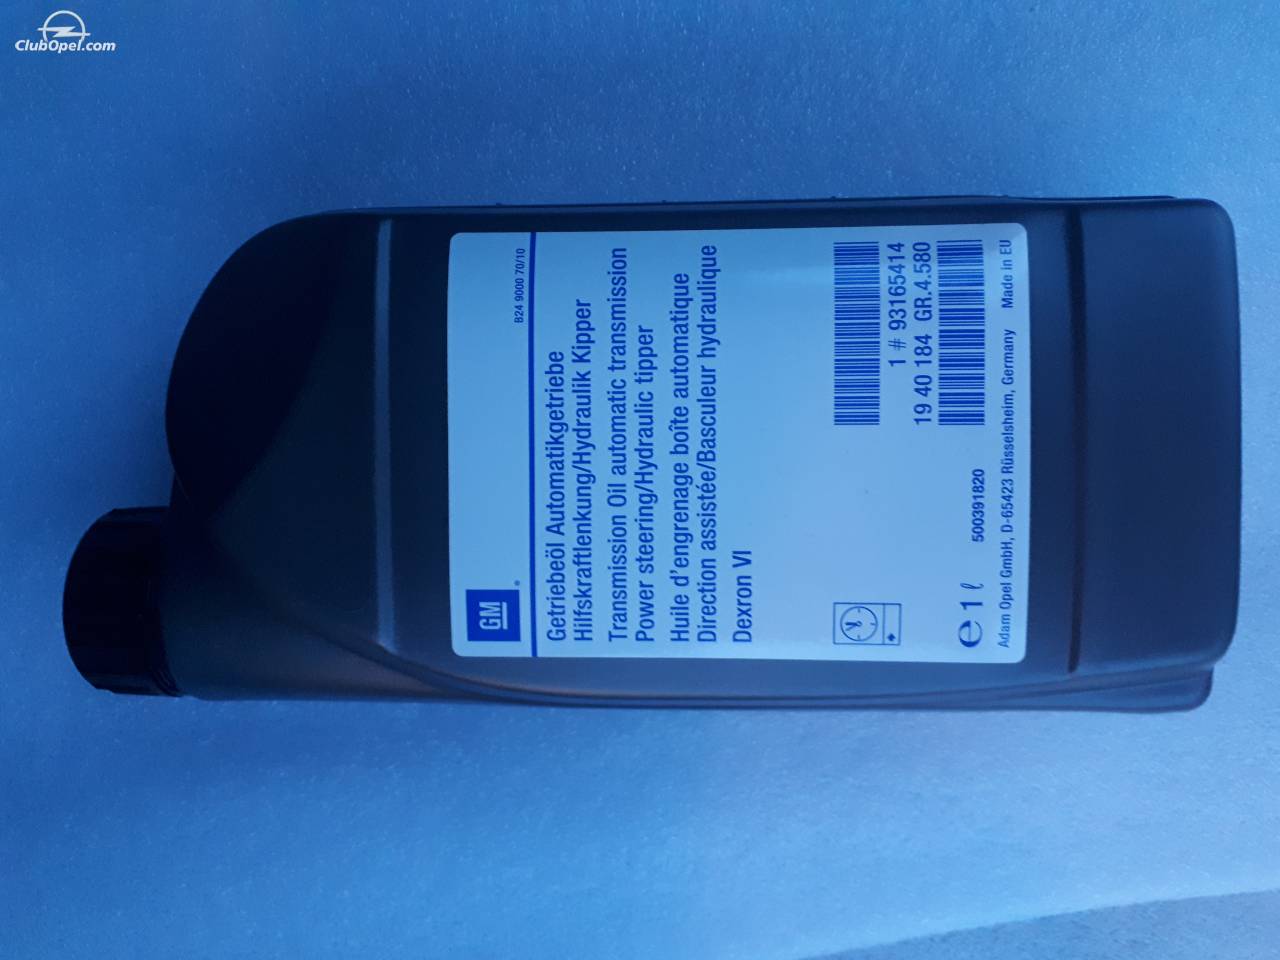 ClubOpel.com
B24 9000 70/10
GM
Getriebeöl Automatikgetriebe
Hilfskraftlenkung/Hydraulik Kipper
Transmission Oil automatic transmission
Power steering/Hydraulic tipper
Huile d'engrenage boîte automatique
Direction assistée/Basculeur hydraulique
Dexron VI
1 # 93165414
19 40 184 GR.4.580
e 1 ℓ 500391820
Adam Opel GmbH, D-65423 Rüsselsheim, Germany Made in EU